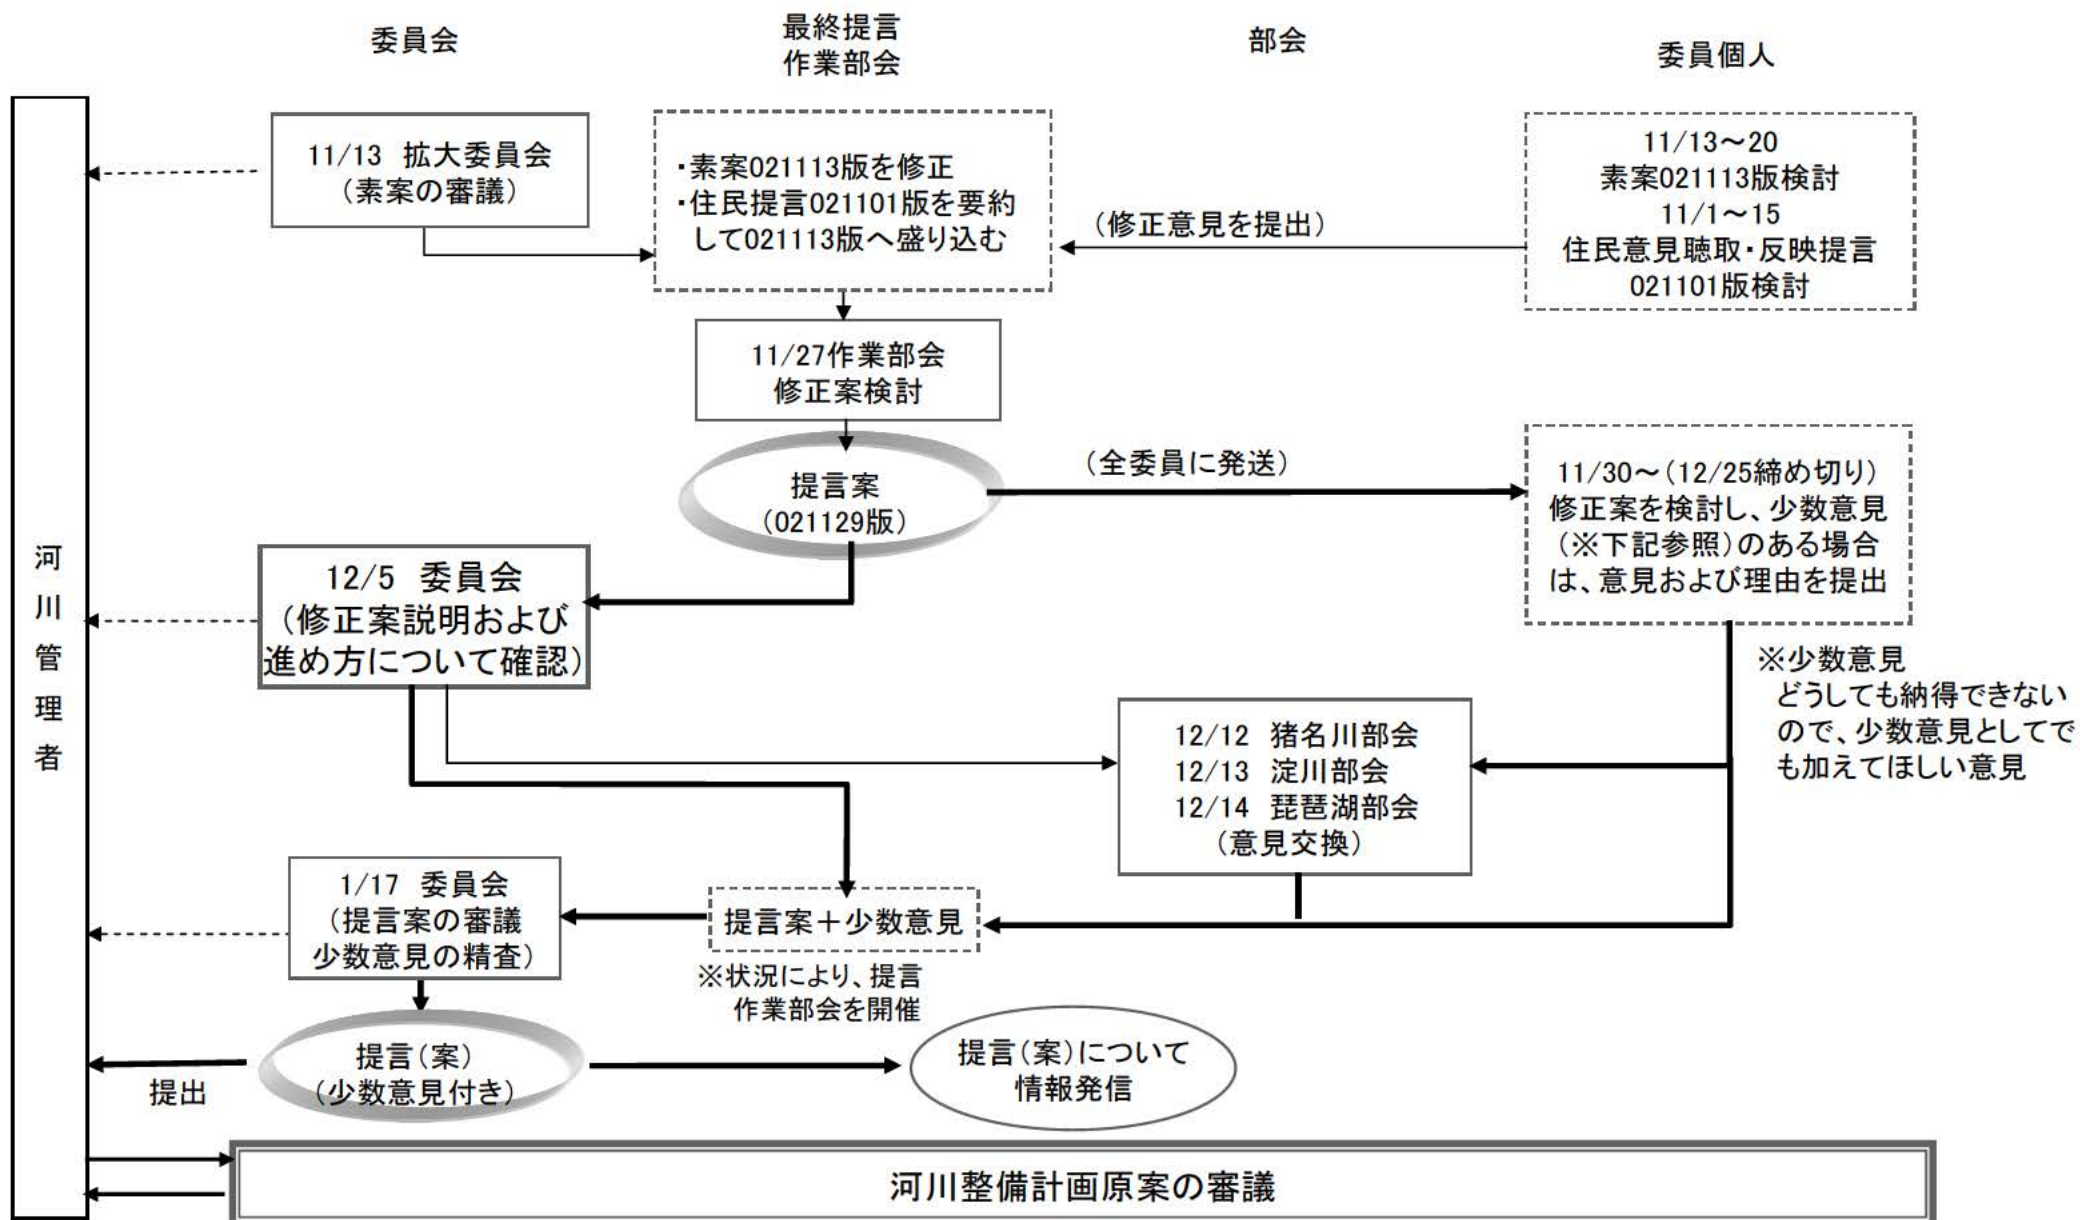 委員会
最終提言
作業部会
部会
委員個人
河川管理者
11/13 拡大委員会
（素案の審議）
・素案021113版を修正
・住民提言021101版を要約
して021113版へ盛り込む
（修正意見を提出）
11/13～20
素案021113版検討
11/1～15
住民意見聴取・反映提言
021101版検討
11/27作業部会
修正案検討
提言案
（021129版）
（全委員に発送）
11/30～（12/25締め切り）
修正案を検討し、少数意見
（※下記参照）のある場合
は、意見および理由を提出
12/5 委員会
（修正案説明および
進め方について確認）
※少数意見
どうしても納得できない
ので、少数意見としてで
も加えてほしい意見
12/12 猪名川部会
12/13 淀川部会
12/14 琵琶湖部会
（意見交換）
1/17 委員会
（提言案の審議
少数意見の精査）
提言案＋少数意見
※状況により、提言
作業部会を開催
提言（案）
（少数意見付き）
提出
提言（案）について
情報発信
河川整備計画原案の審議